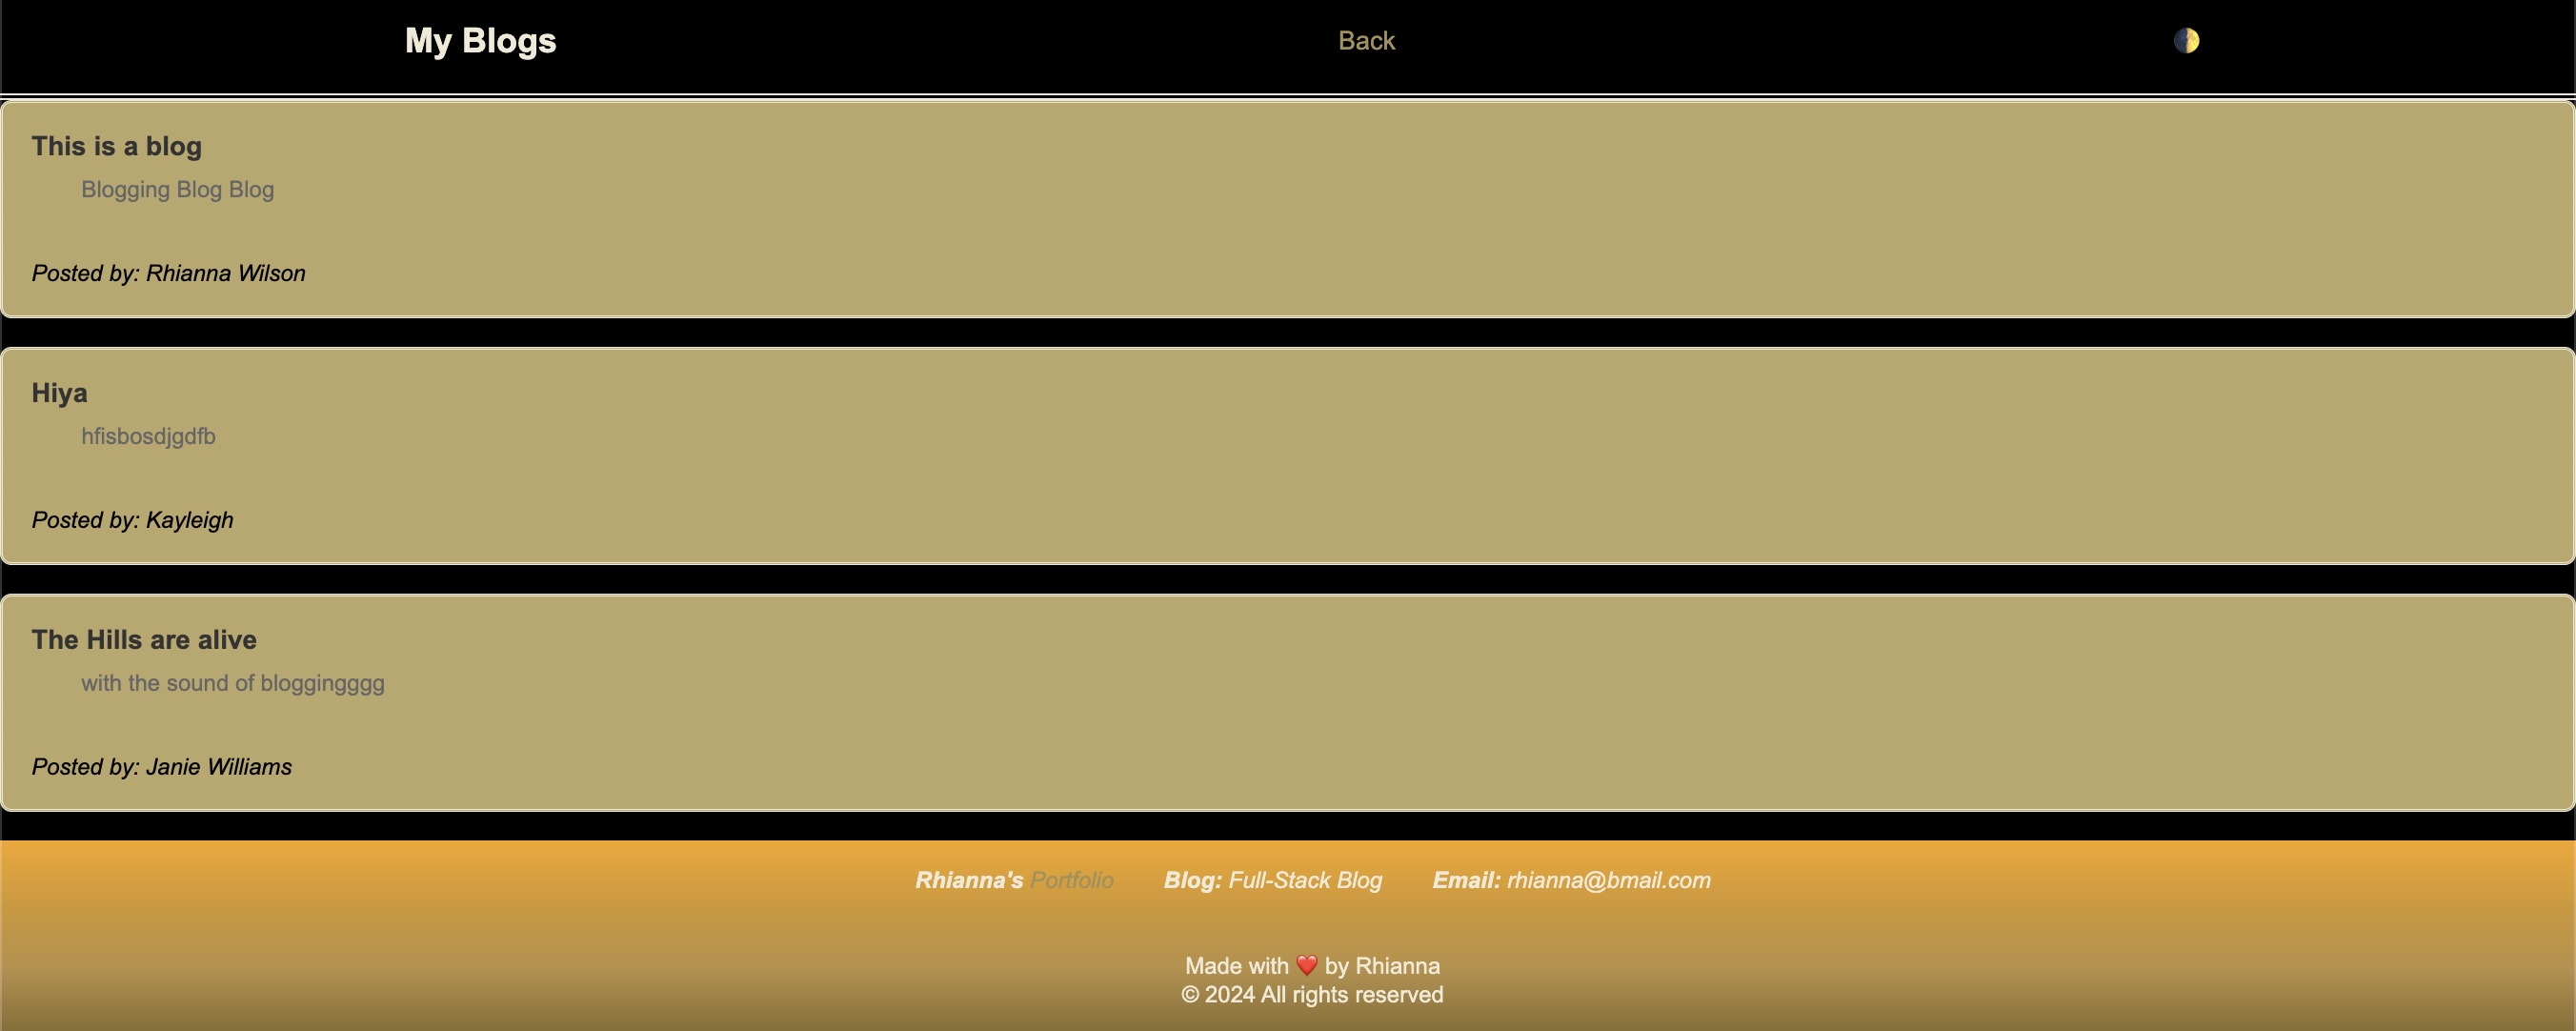 My Blogs Back
This is a blog
Blogging Blog Blog
Posted by: Rhianna Wilson
Hiya
hfisbosdjgdfb
Posted by: Kayleigh
The Hills are alive
with the sound of bloggingggg
Posted by: Janie Williams
Rhianna's Portfolio Blog: Full-Stack Blog Email: rhianna@bmail.com
Made with ❤️ by Rhianna
© 2024 All rights reserved